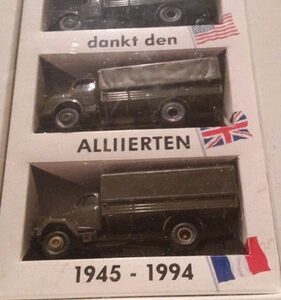 dankt den
ALLIIERTEN
1945 - 1994